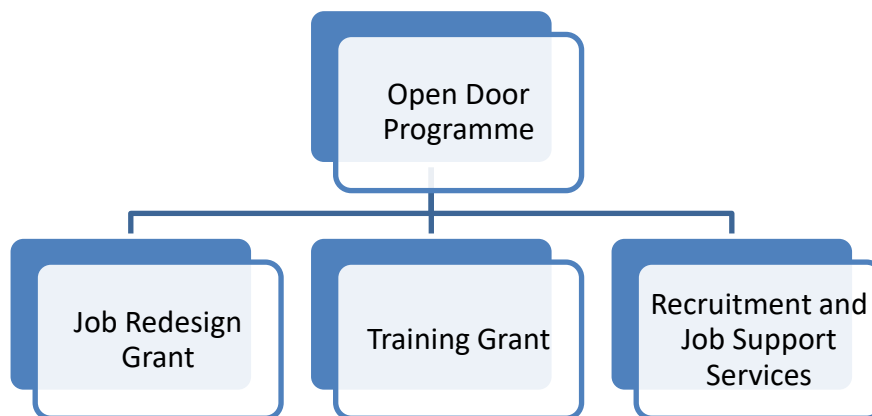 Open Door
Programme
Job Redesign
Grant
Training Grant
Recruitment and
Job Support
Services